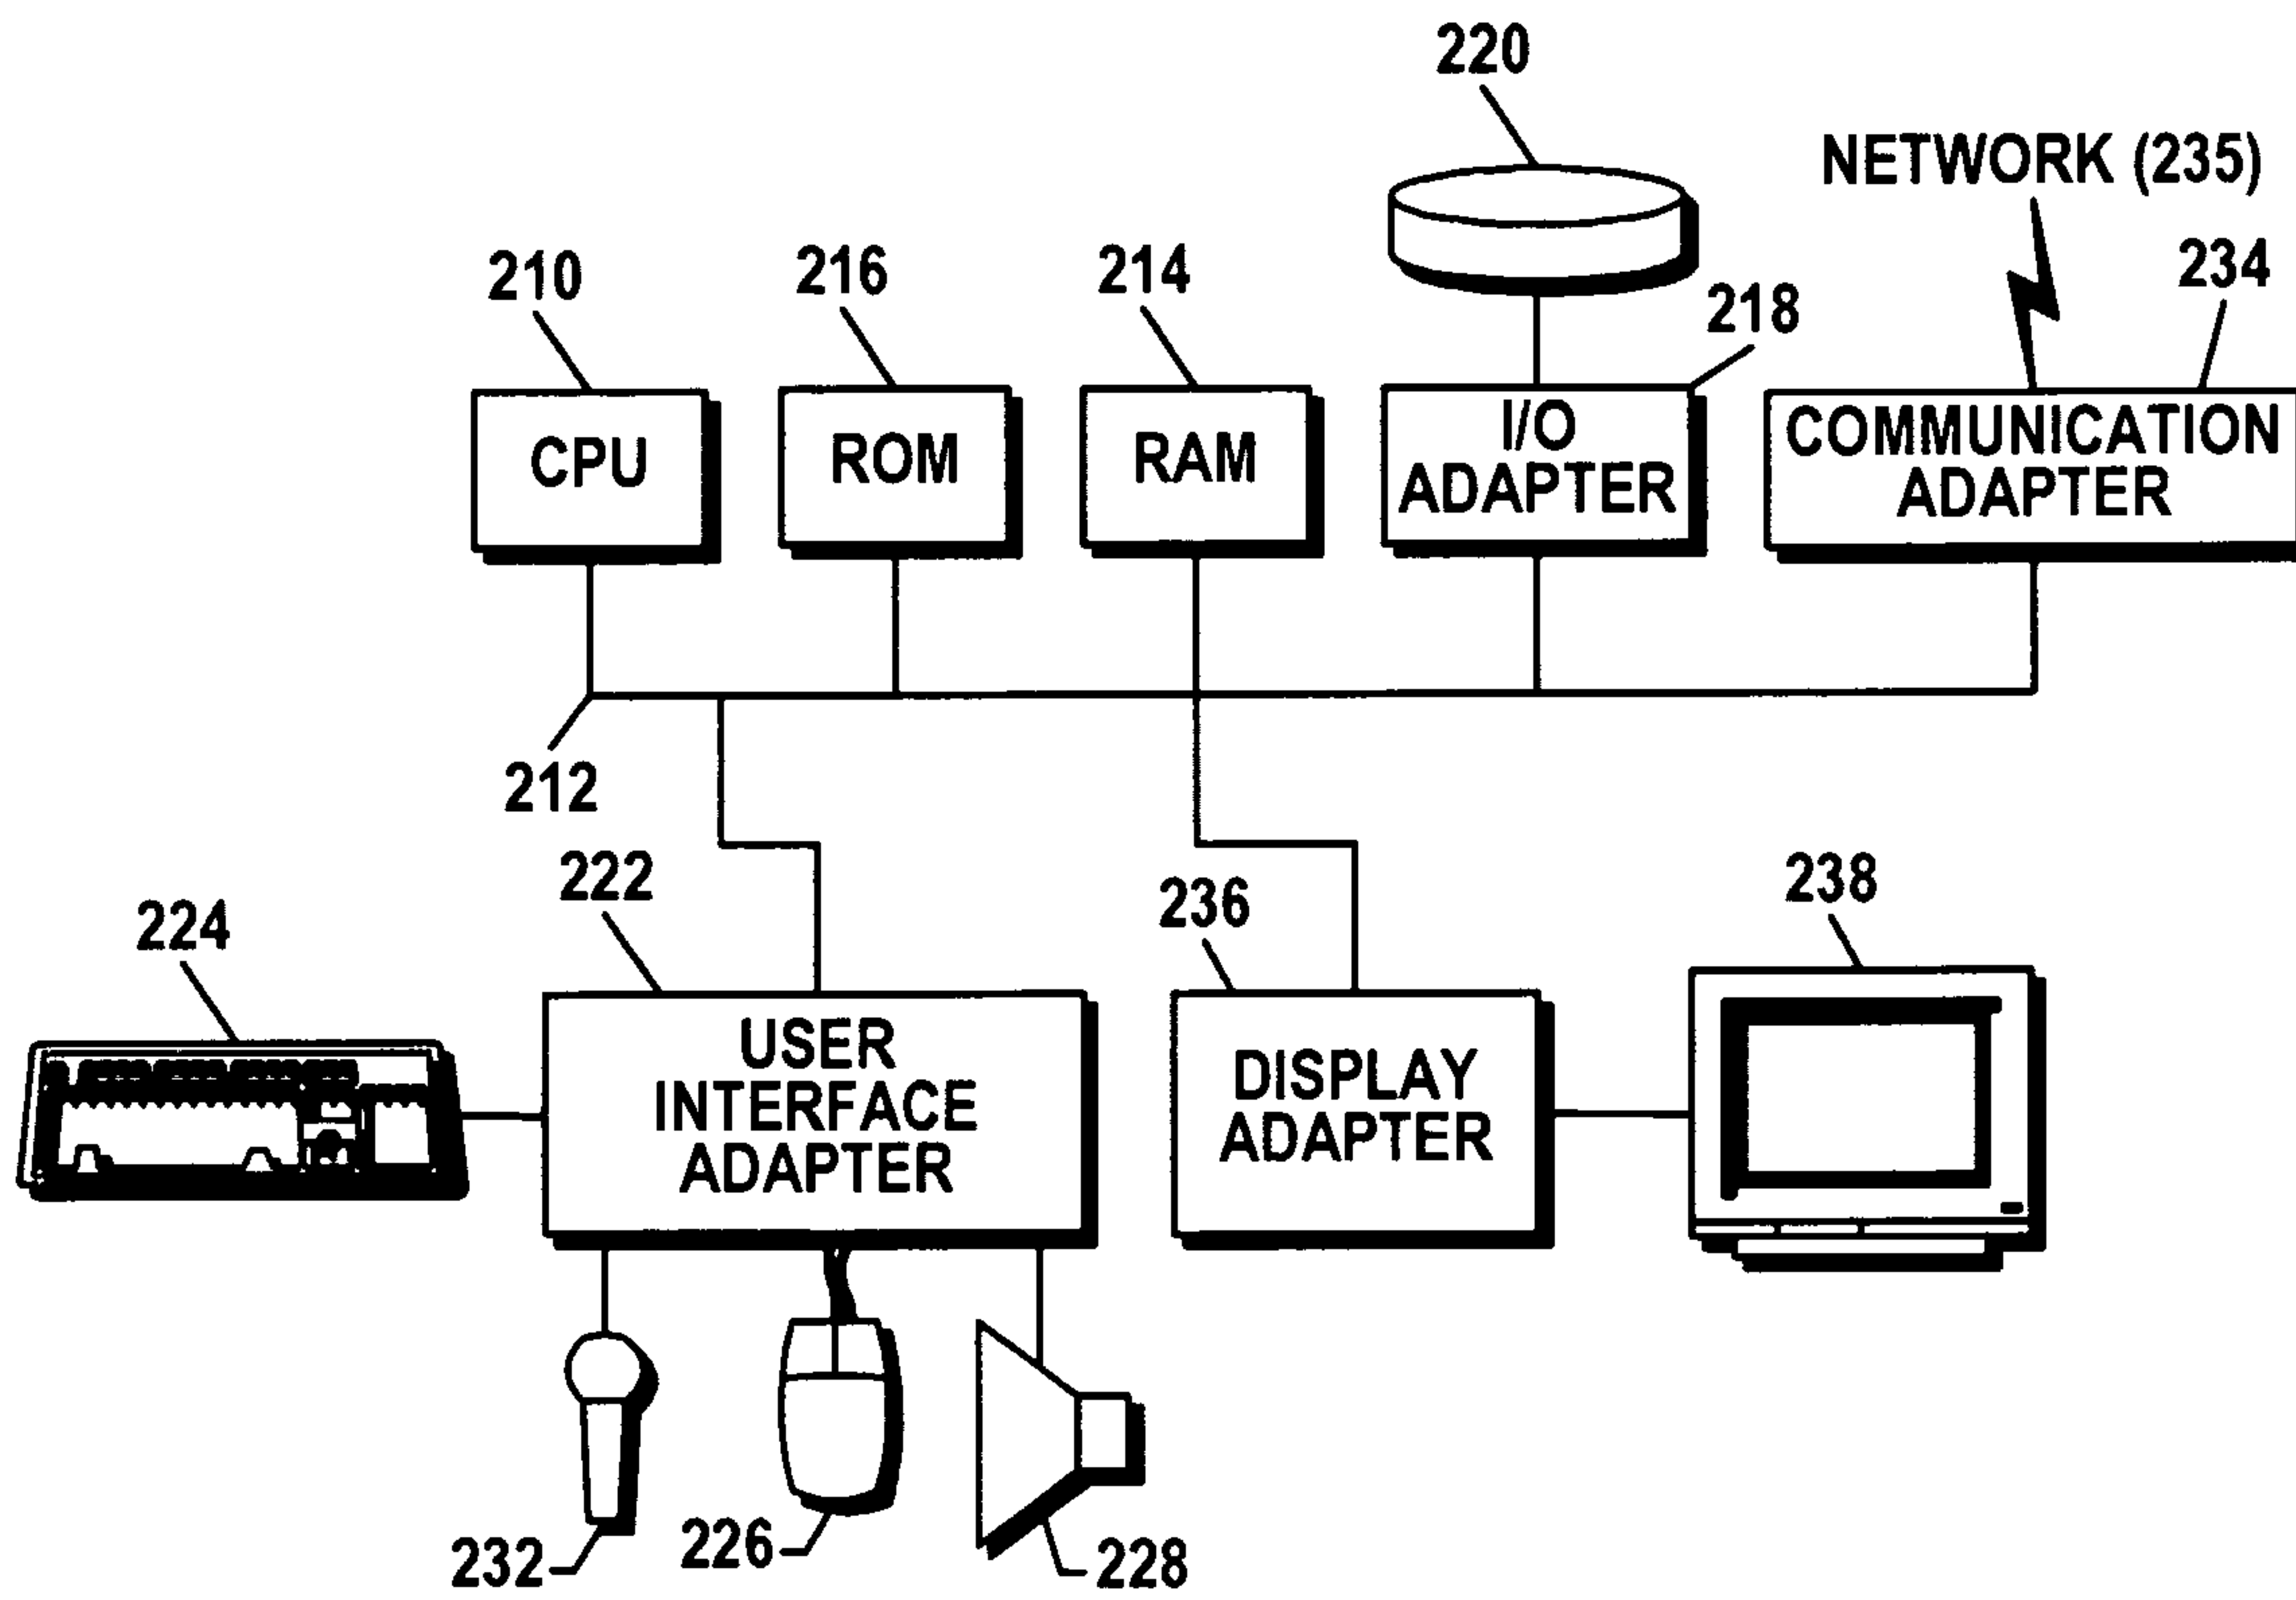 220
NETWORK (235)
210
216
214
218
234
CPU
ROM
RAM
I/O
ADAPTER
COMMUNICATION
ADAPTER
212
222
224
236
238
USER
INTERFACE
ADAPTER
DISPLAY
ADAPTER
232
226
228